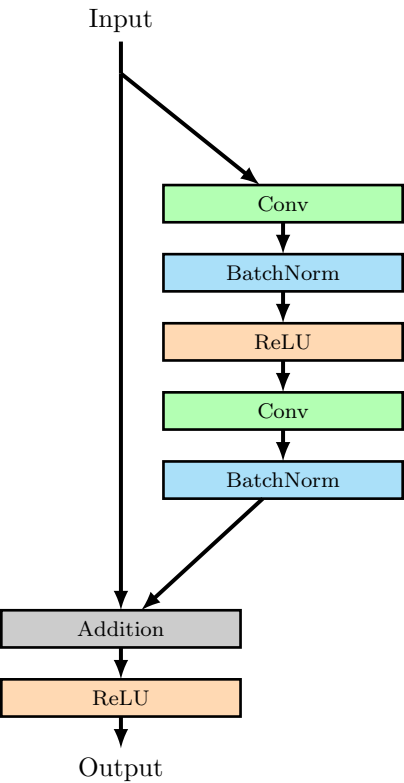 Input
Conv
BatchNorm
ReLU
Conv
BatchNorm
Addition
ReLU
Output